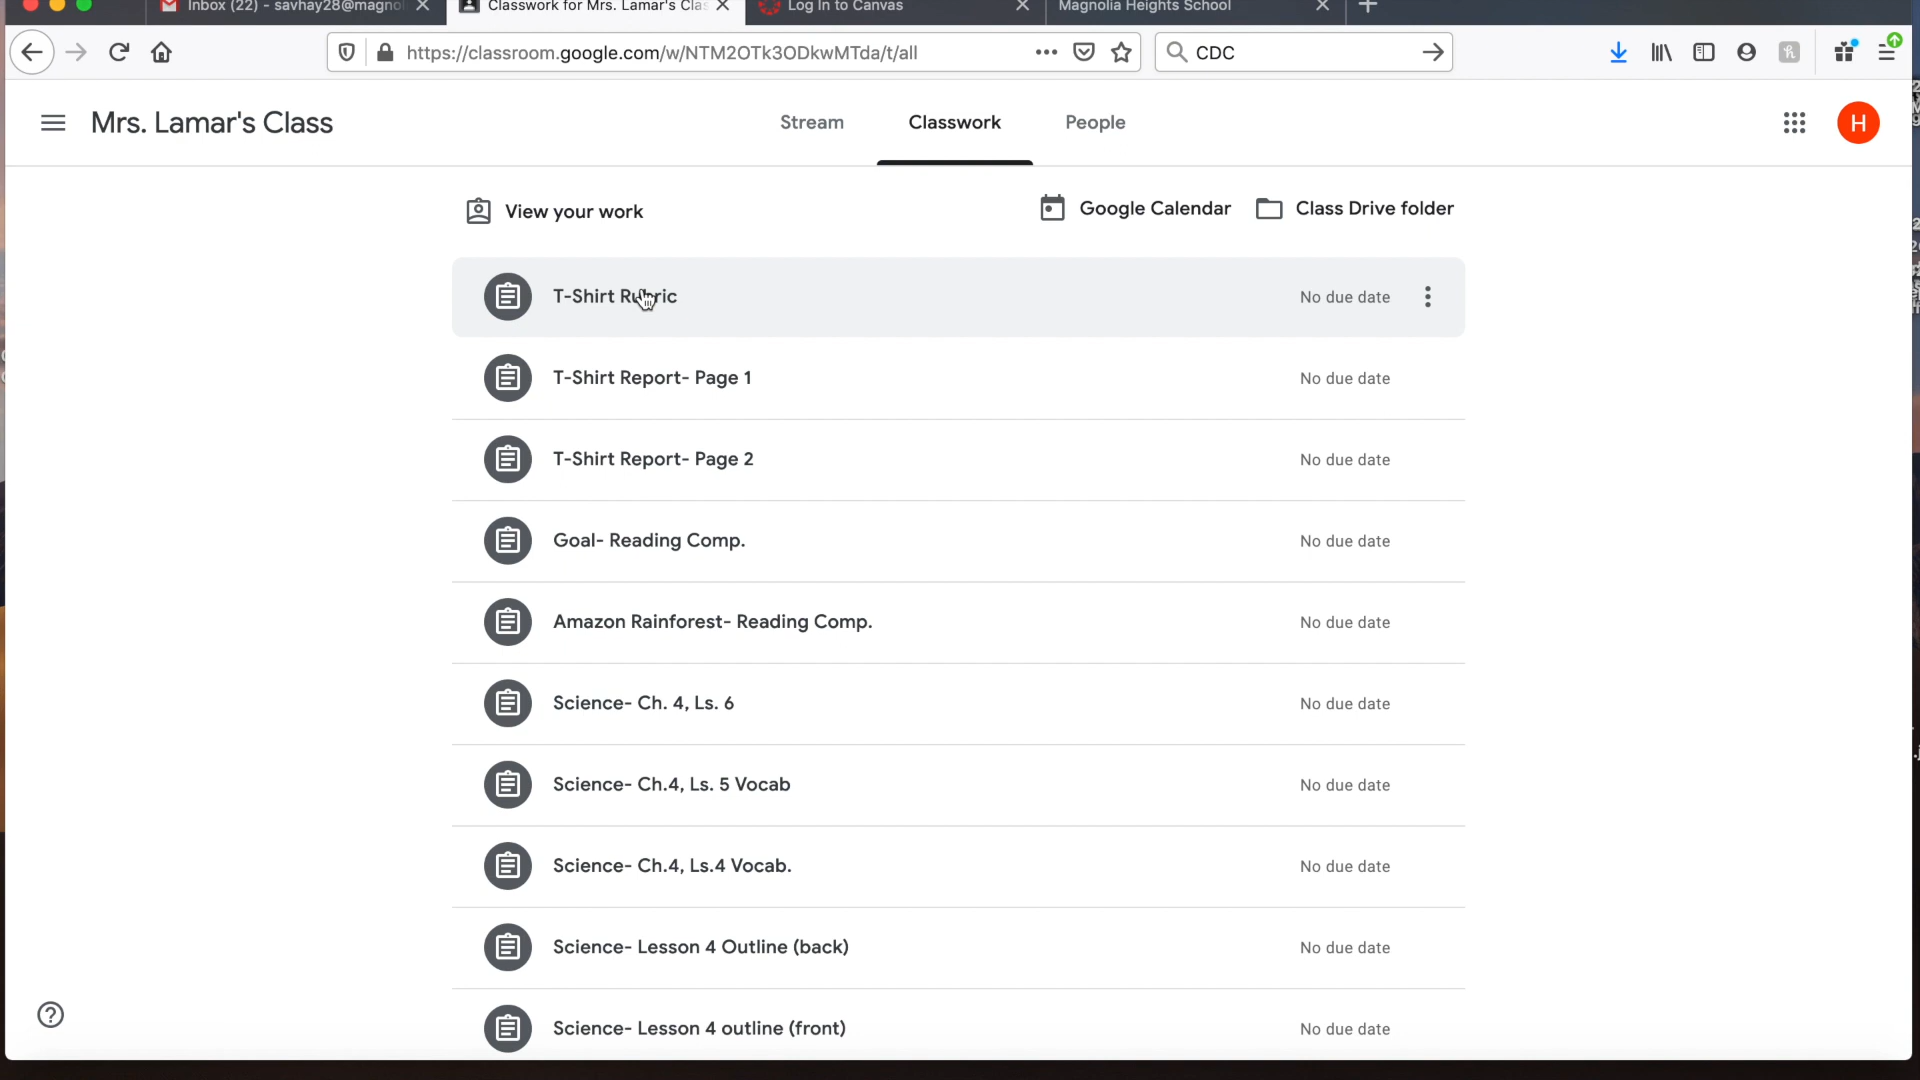 Inbox (22) - savhay28@magnol
Classwork for Mrs. Lamar's Clas
Log In to Canvas
Magnolia Heights School
https://classroom.google.com/w/NTM2OTk3ODkwMTda/t/all
CDC
Mrs. Lamar's Class
Stream
Classwork
People
H
View your work
Google Calendar
Class Drive folder
T-Shirt Rubric No due date
T-Shirt Report- Page 1 No due date
T-Shirt Report- Page 2 No due date
Goal- Reading Comp. No due date
Amazon Rainforest- Reading Comp. No due date
Science- Ch. 4, Ls. 6 No due date
Science- Ch.4, Ls. 5 Vocab No due date
Science- Ch.4, Ls.4 Vocab. No due date
Science- Lesson 4 Outline (back) No due date
Science- Lesson 4 outline (front) No due date